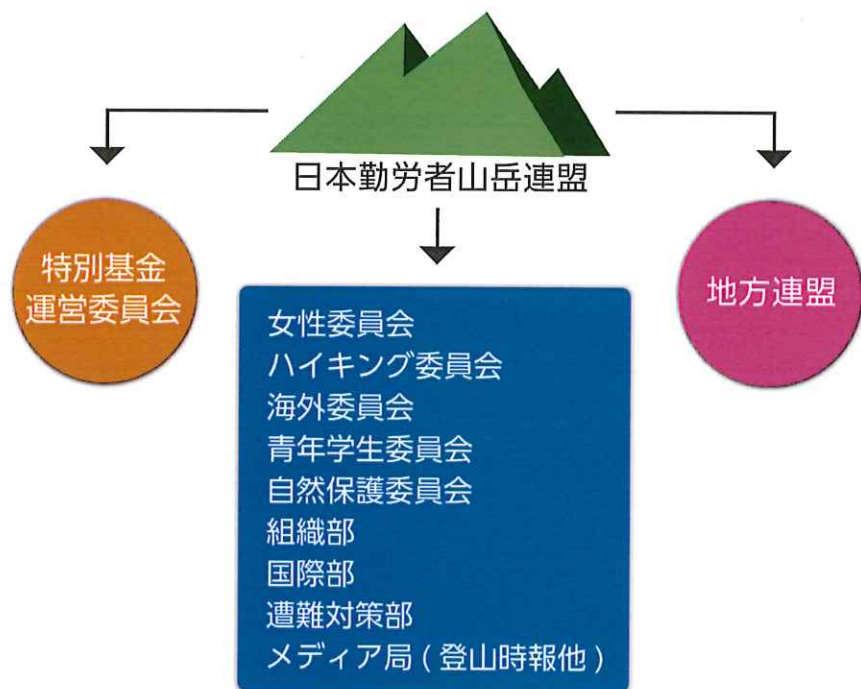 日本勤労者山岳連盟
特別基金
運営委員会
地方連盟
女性委員会
ハイキング委員会
海外委員会
青年学生委員会
自然保護委員会
組織部
国際部
遭難対策部
メディア局 ( 登山時報他 )